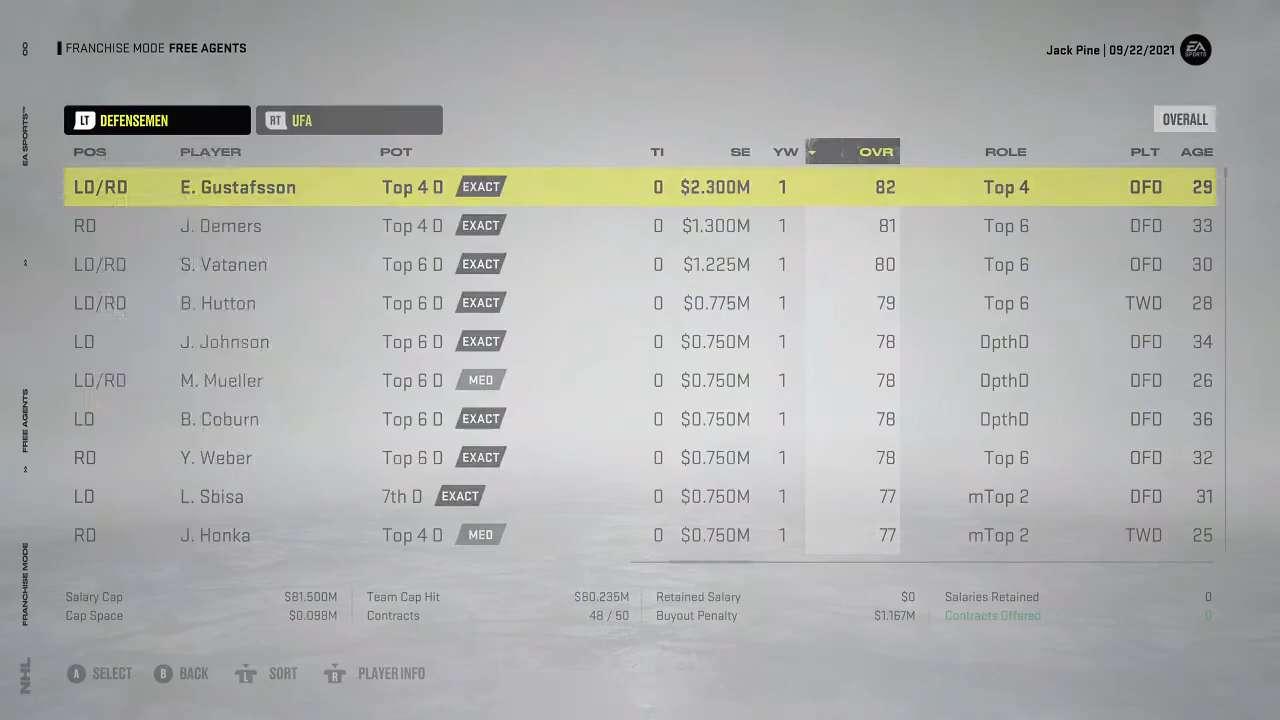 FRANCHISE MODE FREE AGENTS
Jack Pine | 09/22/2021
EA SPORTS
LT DEFENSEMEN
RT UFA
OVERALL
POS PLAYER POT TI SE YW OVR ROLE PLT AGE
LD/RD E. Gustafsson Top 4 D EXACT 0 $2.300M 1 82 Top 4 OFD 29
RD J. Demers Top 4 D EXACT 0 $1.300M 1 81 Top 6 DFD 33
LD/RD S. Vatanen Top 6 D EXACT 0 $1.225M 1 80 Top 6 OFD 30
LD/RD B. Hutton Top 6 D EXACT 0 $0.775M 1 79 Top 6 TWD 28
LD J. Johnson Top 6 D EXACT 0 $0.750M 1 78 DpthD OFD 34
LD/RD M. Mueller Top 6 D MED 0 $0.750M 1 78 DpthD OFD 26
LD B. Coburn Top 6 D EXACT 0 $0.750M 1 78 DpthD DFD 36
RD Y. Weber Top 6 D EXACT 0 $0.750M 1 78 Top 6 OFD 32
LD L. Sbisa 7th D EXACT 0 $0.750M 1 77 mTop 2 DFD 31
RD J. Honka Top 4 D MED 0 $0.750M 1 77 mTop 2 TWD 25
Salary Cap $81.500M Team Cap Hit $80.235M Retained Salary $0 Salaries Retained 0
Cap Space $0.098M Contracts 48 / 50 Buyout Penalty $1.167M Contracts Offered 0
A SELECT B BACK L SORT R PLAYER INFO
NHL FRANCHISE MODE >> FREE AGENTS >> EA SPORTS™